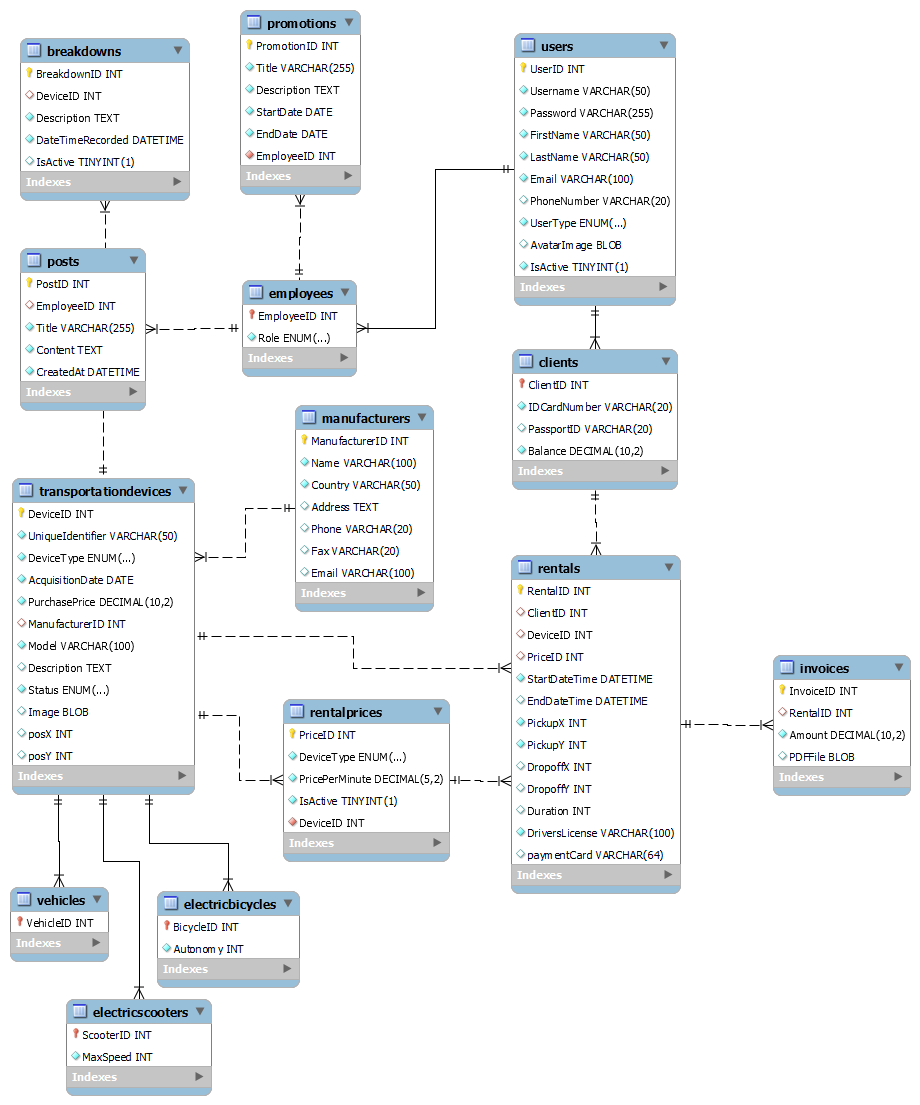 breakdowns
BreakdownID INT
DeviceID INT
Description TEXT
DateTimeRecorded DATETIME
IsActive TINYINT(1)
Indexes
promotions
PromotionID INT
Title VARCHAR(255)
Description TEXT
StartDate DATE
EndDate DATE
EmployeeID INT
Indexes
users
UserID INT
Username VARCHAR(50)
Password VARCHAR(255)
FirstName VARCHAR(50)
LastName VARCHAR(50)
Email VARCHAR(100)
PhoneNumber VARCHAR(20)
UserType ENUM(...)
AvatarImage BLOB
IsActive TINYINT(1)
Indexes
posts
PostID INT
EmployeeID INT
Title VARCHAR(255)
Content TEXT
CreatedAt DATETIME
Indexes
employees
EmployeeID INT
Role ENUM(...)
Indexes
clients
ClientID INT
IDCardNumber VARCHAR(20)
PassportID VARCHAR(20)
Balance DECIMAL(10,2)
Indexes
manufacturers
ManufacturerID INT
Name VARCHAR(100)
Country VARCHAR(50)
Address TEXT
Phone VARCHAR(20)
Fax VARCHAR(20)
Email VARCHAR(100)
Indexes
transportationdevices
DeviceID INT
UniqueIdentifier VARCHAR(50)
DeviceType ENUM(...)
AcquisitionDate DATE
PurchasePrice DECIMAL(10,2)
ManufacturerID INT
Model VARCHAR(100)
Description TEXT
Status ENUM(...)
Image BLOB
posX INT
posY INT
Indexes
rentals
RentalID INT
ClientID INT
DeviceID INT
PriceID INT
StartDateTime DATETIME
EndDateTime DATETIME
PickupX INT
PickupY INT
DropoffX INT
DropoffY INT
Duration INT
DriversLicense VARCHAR(100)
paymentCard VARCHAR(64)
Indexes
invoices
InvoiceID INT
RentalID INT
Amount DECIMAL(10,2)
PDFFile BLOB
Indexes
rentalprices
PriceID INT
DeviceType ENUM(...)
PricePerMinute DECIMAL(5,2)
IsActive TINYINT(1)
DeviceID INT
Indexes
vehicles
VehicleID INT
Indexes
electricbicycles
BicycleID INT
Autonomy INT
Indexes
electricscooters
ScooterID INT
MaxSpeed INT
Indexes